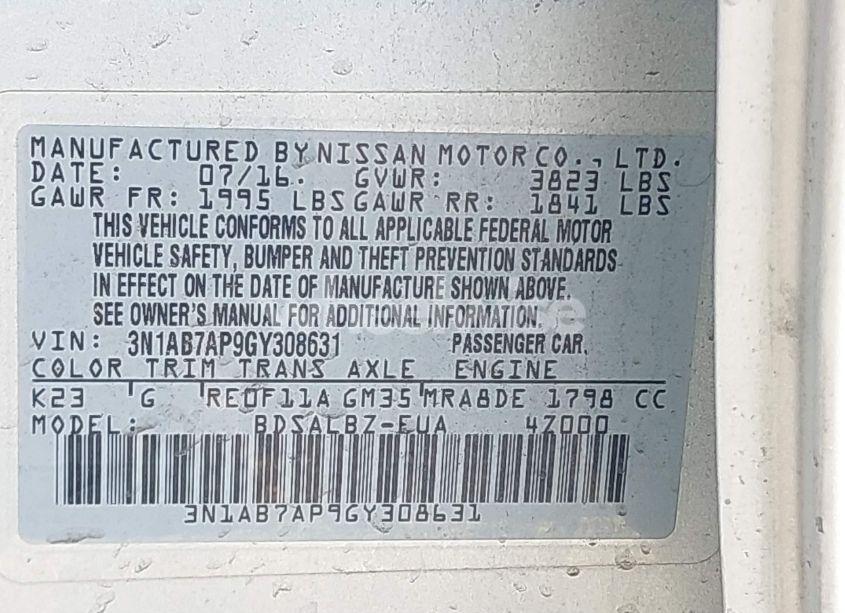 MANUFACTURED BY NISSAN MOTOR CO., LTD.
DATE: 07/16. GVWR: 3823 LBS
GAWR FR: 1995 LBS GAWR RR: 1841 LBS
THIS VEHICLE CONFORMS TO ALL APPLICABLE FEDERAL MOTOR
VEHICLE SAFETY, BUMPER AND THEFT PREVENTION STANDARDS
IN EFFECT ON THE DATE OF MANUFACTURE SHOWN ABOVE.
SEE OWNER'S MANUAL FOR ADDITIONAL INFORMATION.
VIN: 3N1AB7AP9GY308631 PASSENGER CAR.
COLOR TRIM TRANS AXLE ENGINE
K23 G RE0F11A GM35 MRA8DE 1798 CC
MODEL: BDSALBZ-EUA 4Z000
3N1AB7AP9GY308631